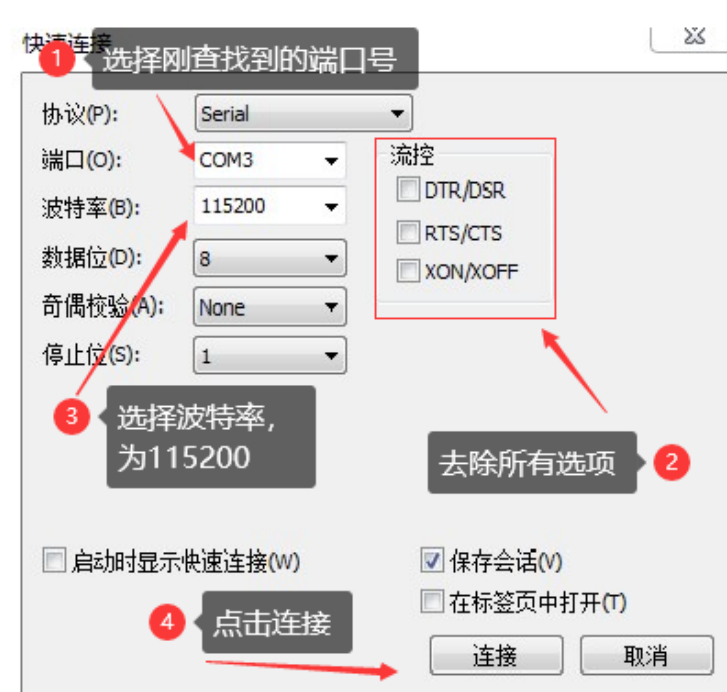 快速连接
1 选择刚查找到的端口号
协议(P): Serial
端口(O): COM3
波特率(B): 115200
数据位(D): 8
奇偶校验(A): None
停止位(S): 1
流控
DTR/DSR
RTS/CTS
XON/XOFF
3 选择波特率，
为115200
去除所有选项 2
启动时显示快速连接(W)
保存会话(V)
在标签页中打开(T)
4 点击连接
连接
取消